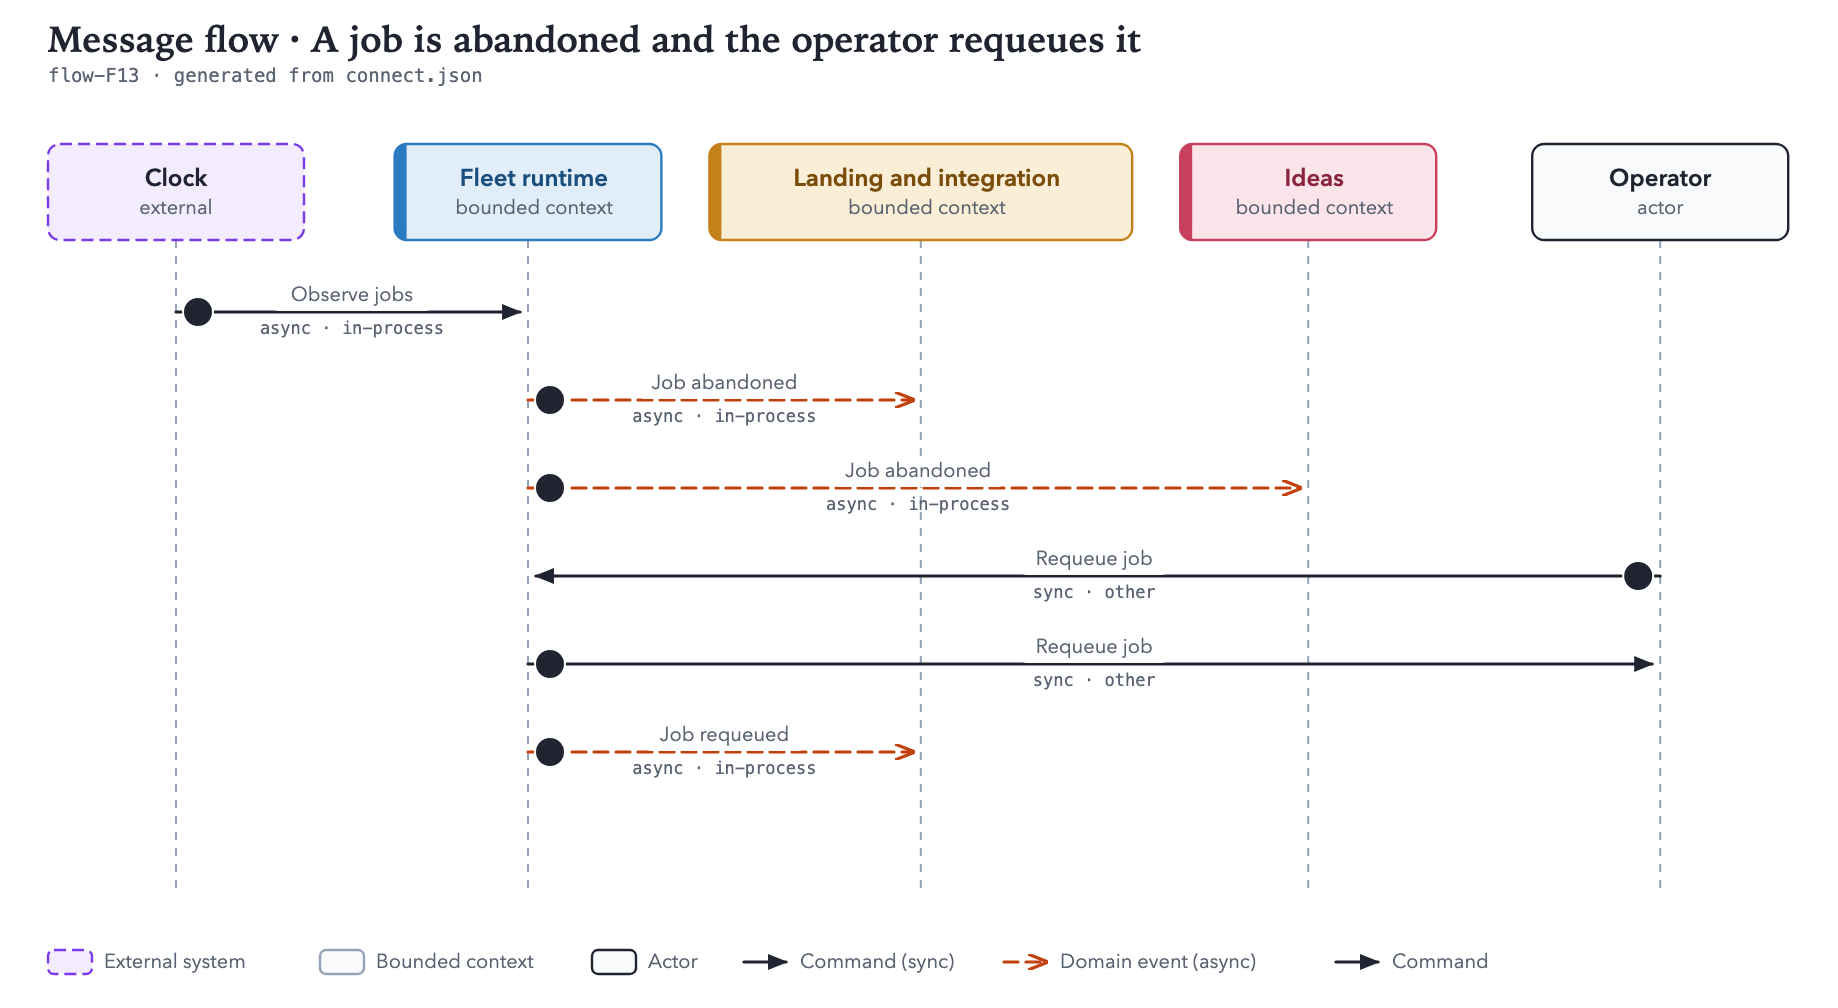 Message flow · A job is abandoned and the operator requeues it
flow-F13 · generated from connect.json
Clock
external
Fleet runtime
bounded context
Landing and integration
bounded context
Ideas
bounded context
Operator
actor
Observe jobs
async · in-process
Job abandoned
async · in-process
Job abandoned
async · in-process
Requeue job
sync · other
Requeue job
sync · other
Job requeued
async · in-process
External system
Bounded context
Actor
Command (sync)
Domain event (async)
Command